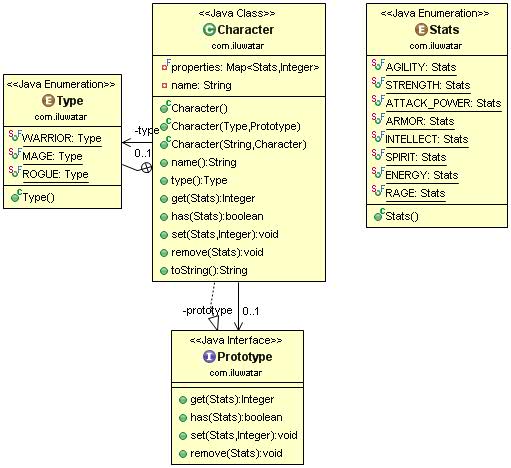 <<Java Class>>
Character
com.iluwatar
properties: Map<Stats,Integer>
name: String
Character()
Character(Type,Prototype)
Character(String,Character)
name():String
type():Type
get(Stats):Integer
has(Stats):boolean
set(Stats,Integer):void
remove(Stats):void
toString():String
<<Java Enumeration>>
Stats
com.iluwatar
AGILITY: Stats
STRENGTH: Stats
ATTACK_POWER: Stats
ARMOR: Stats
INTELLECT: Stats
SPIRIT: Stats
ENERGY: Stats
RAGE: Stats
Stats()
<<Java Enumeration>>
Type
com.iluwatar
WARRIOR: Type
MAGE: Type
ROGUE: Type
Type()
-type
0..1
-prototype
0..1
<<Java Interface>>
Prototype
com.iluwatar
get(Stats):Integer
has(Stats):boolean
set(Stats,Integer):void
remove(Stats):void